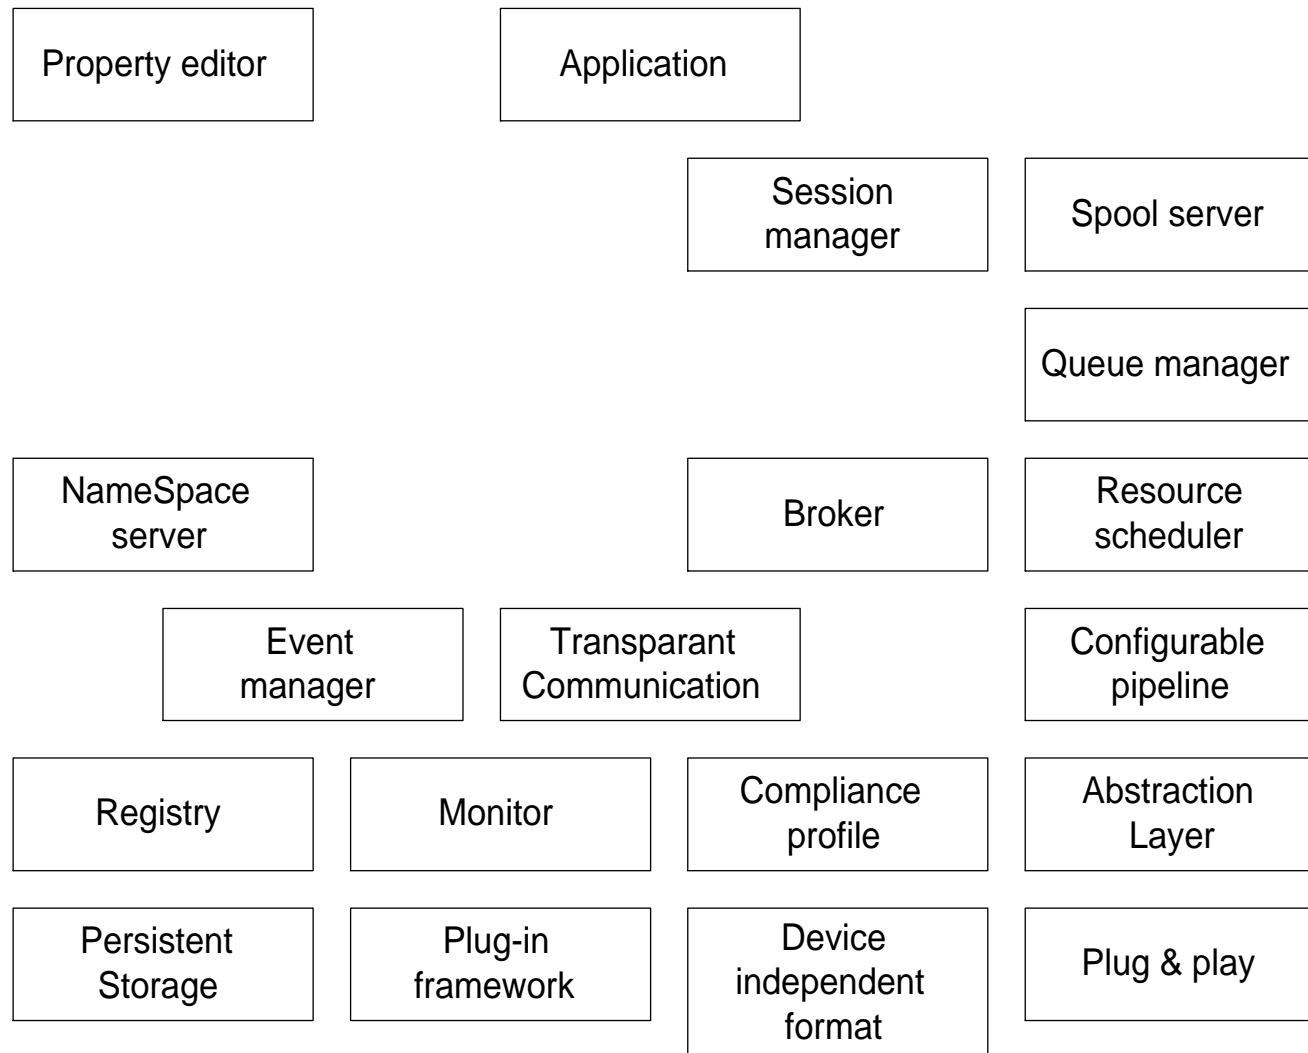 Property editor
Application
Session
manager
Spool server
Queue manager
NameSpace
server
Broker
Resource
scheduler
Event
manager
Transparant
Communication
Configurable
pipeline
Registry
Monitor
Compliance
profile
Abstraction
Layer
Persistent
Storage
Plug-in
framework
Device
independent
format
Plug & play